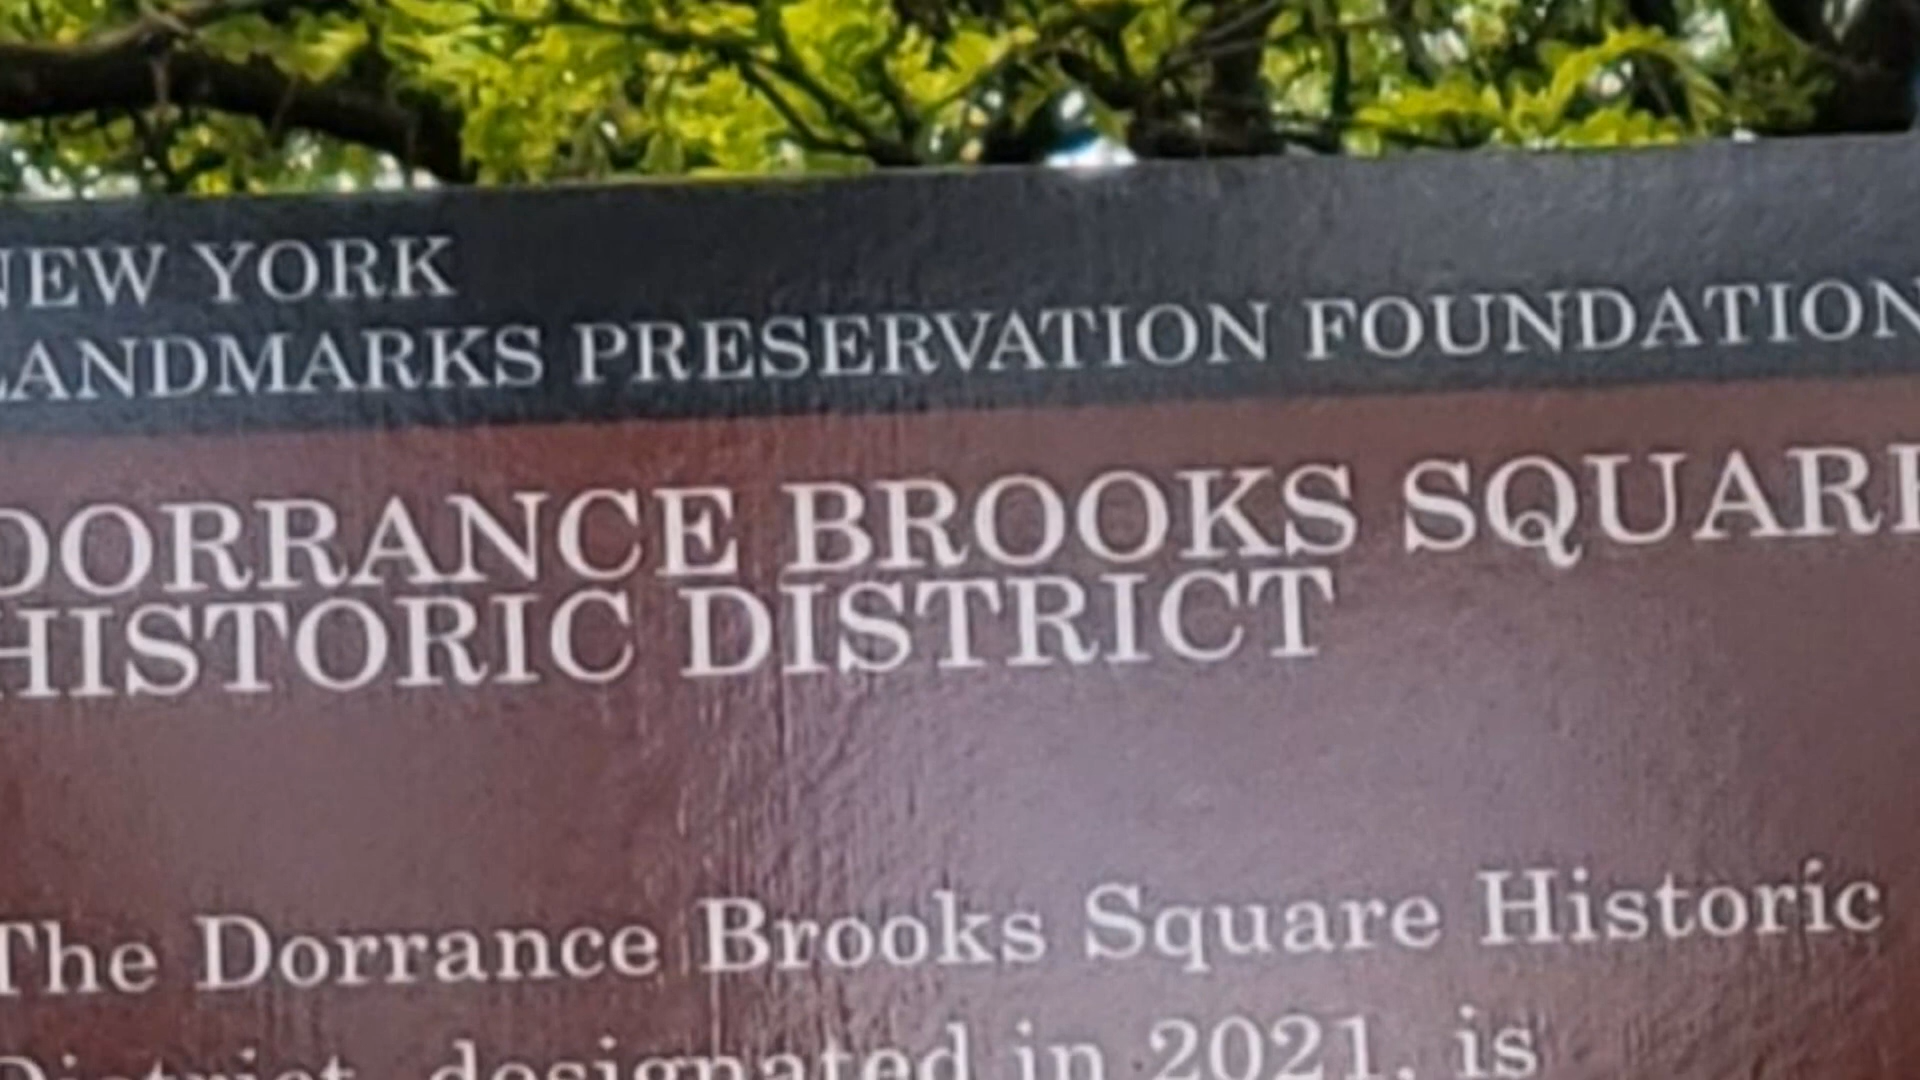 NEW YORK
LANDMARKS PRESERVATION FOUNDATION
DORRANCE BROOKS SQUARE
HISTORIC DISTRICT
The Dorrance Brooks Square Historic
District, designated in 2021, is